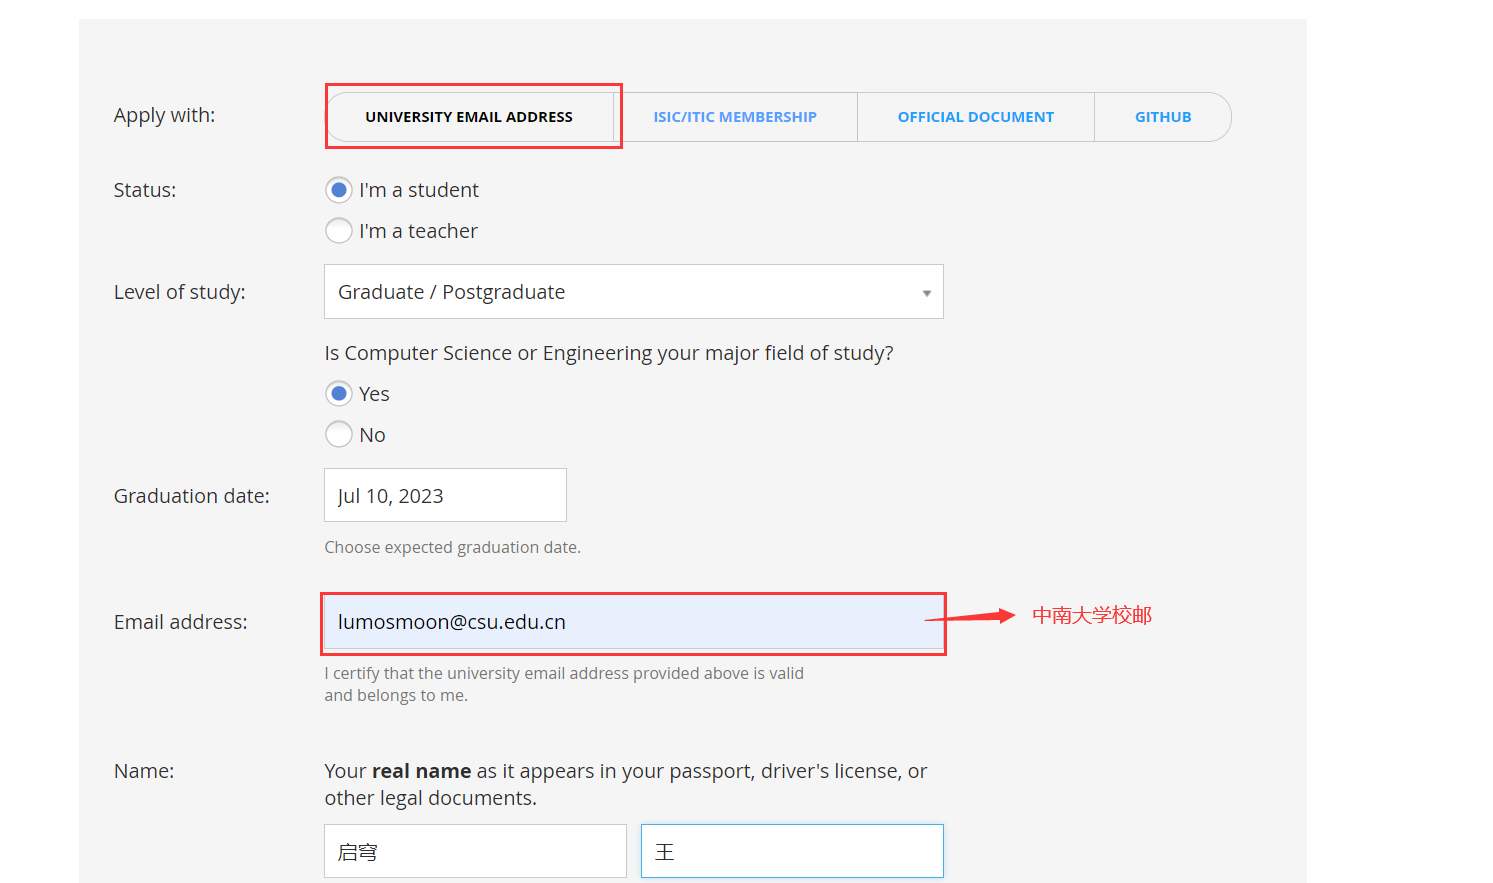 Apply with:
UNIVERSITY EMAIL ADDRESS
ISIC/ITIC MEMBERSHIP
OFFICIAL DOCUMENT
GITHUB
Status:
I'm a student
I'm a teacher
Level of study:
Graduate / Postgraduate
Is Computer Science or Engineering your major field of study?
Yes
No
Graduation date:
Jul 10, 2023
Choose expected graduation date.
Email address:
lumosmoon@csu.edu.cn
中南大学校邮
I certify that the university email address provided above is valid
and belongs to me.
Name:
Your real name as it appears in your passport, driver's license, or
other legal documents.
启穹
王